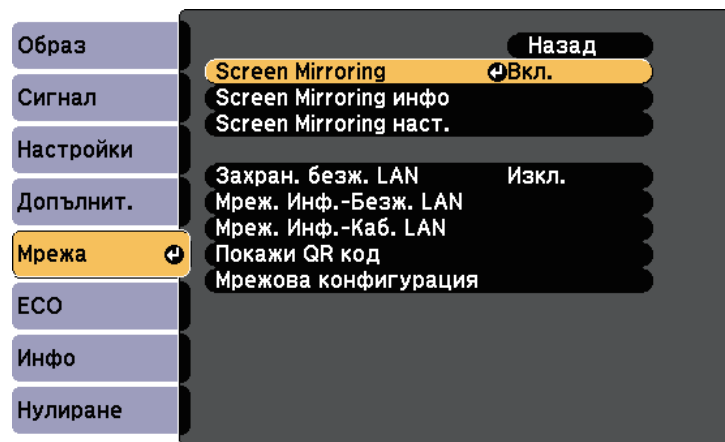 Образ
Сигнал
Настройки
Допълнит.
Мрежа
ECO
Инфо
Нулиране
Назад
Screen Mirroring Вкл.
Screen Mirroring инфо
Screen Mirroring наст.
Захран. безж. LAN Изкл.
Мреж. Инф.-Безж. LAN
Мреж. Инф.-Каб. LAN
Покажи QR код
Мрежова конфигурация